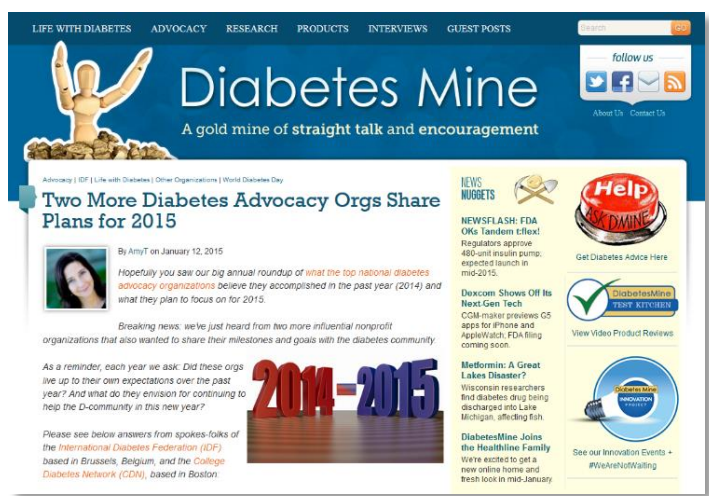 LIFE WITH DIABETES ADVOCACY RESEARCH PRODUCTS INTERVIEWS GUEST POSTS
Search GO
follow us
About Us Contact Us
Diabetes Mine
A gold mine of straight talk and encouragement
Advocacy | IDF | Life with Diabetes | Other Organizations | World Diabetes Day
Two More Diabetes Advocacy Orgs Share
Plans for 2015
By AmyT on January 12, 2015
Hopefully you saw our big annual roundup of what the top national diabetes
advocacy organizations believe they accomplished in the past year (2014) and
what they plan to focus on for 2015.
Breaking news: we've just heard from two more influential nonprofit
organizations that also wanted to share their milestones and goals with the diabetes community.
As a reminder, each year we ask: Did these orgs
live up to their own expectations over the past
year? And what do they envision for continuing to
help the D-community in this new year?
2014-2015
Please see below answers from spokes-folks of
the International Diabetes Federation (IDF)
based in Brussels, Belgium, and the College
Diabetes Network (CDN), based in Boston:
NEWS
NUGGETS
NEWSFLASH: FDA
OKs Tandem t:flex!
Regulators approve
480-unit insulin pump;
expected launch in
mid-2015.
Dexcom Shows Off Its
Next-Gen Tech
CGM-maker previews G5
apps for iPhone and
AppleWatch; FDA filing
coming soon.
Metformin: A Great
Lakes Disaster?
Wisconsin researchers
find diabetes drug being
discharged into Lake
Michigan, affecting fish.
DiabetesMine Joins
the Healthline Family
We're excited to get a
new online home and
fresh look in mid-January.
Help
ASK D'MINE
Get Diabetes Advice Here
DiabetesMine
TEST KITCHEN
View Video Product Reviews
Diabetes Mine
INNOVATION
PROJECT
See our Innovation Events +
#WeAreNotWaiting